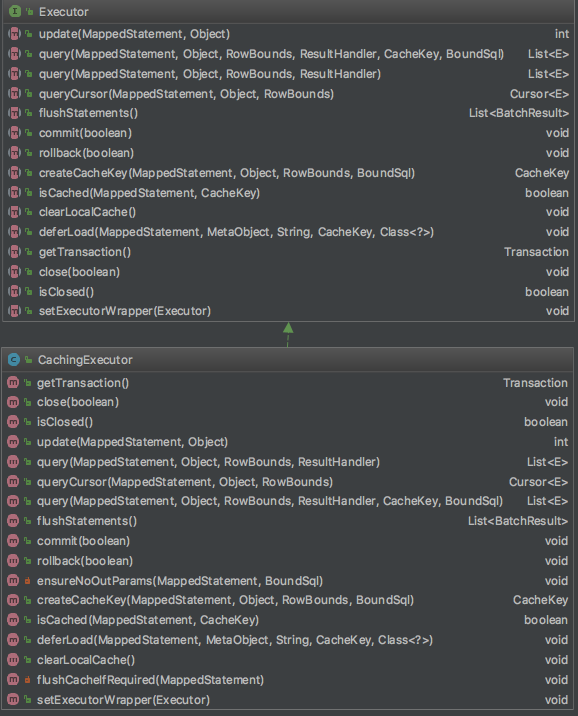 Executor
update(MappedStatement, Object) int
query(MappedStatement, Object, RowBounds, ResultHandler, CacheKey, BoundSql) List<E>
query(MappedStatement, Object, RowBounds, ResultHandler) List<E>
queryCursor(MappedStatement, Object, RowBounds) Cursor<E>
flushStatements() List<BatchResult>
commit(boolean) void
rollback(boolean) void
createCacheKey(MappedStatement, Object, RowBounds, BoundSql) CacheKey
isCached(MappedStatement, CacheKey) boolean
clearLocalCache() void
deferLoad(MappedStatement, MetaObject, String, CacheKey, Class<?>) void
getTransaction() Transaction
close(boolean) void
isClosed() boolean
setExecutorWrapper(Executor) void
CachingExecutor
getTransaction() Transaction
close(boolean) void
isClosed() boolean
update(MappedStatement, Object) int
query(MappedStatement, Object, RowBounds, ResultHandler) List<E>
queryCursor(MappedStatement, Object, RowBounds) Cursor<E>
query(MappedStatement, Object, RowBounds, ResultHandler, CacheKey, BoundSql) List<E>
flushStatements() List<BatchResult>
commit(boolean) void
rollback(boolean) void
ensureNoOutParams(MappedStatement, BoundSql) void
createCacheKey(MappedStatement, Object, RowBounds, BoundSql) CacheKey
isCached(MappedStatement, CacheKey) boolean
deferLoad(MappedStatement, MetaObject, String, CacheKey, Class<?>) void
clearLocalCache() void
flushCacheIfRequired(MappedStatement) void
setExecutorWrapper(Executor) void